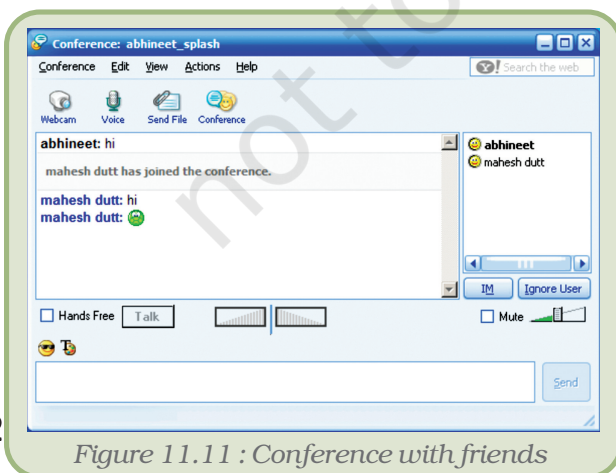 Conference: abhineet_splash
Conference Edit View Actions Help
Y! Search the web
Webcam Voice Send File Conference
abhineet: hi
mahesh dutt has joined the conference.
mahesh dutt: hi
mahesh dutt:
abhineet
mahesh dutt
IM Ignore User
Hands Free Talk
Mute
Send
Figure 11.11 : Conference with friends
not to